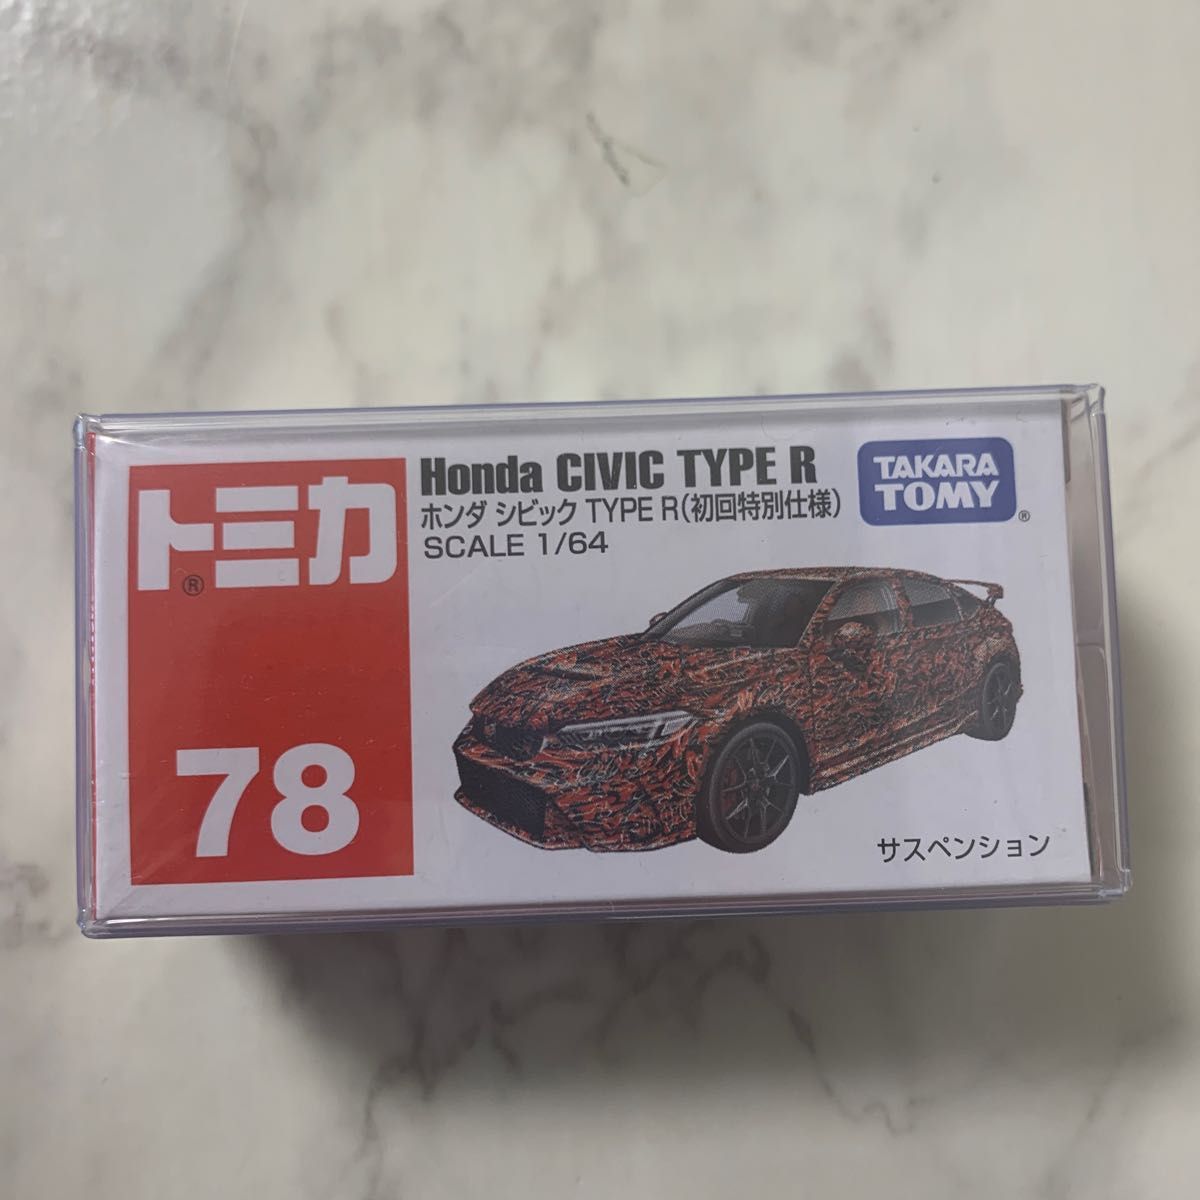 トミカ
®
78
Honda CIVIC TYPE R
ホンダ シビック TYPE R(初回特別仕様)
SCALE 1/64
TAKARA
TOMY
®
サスペンション